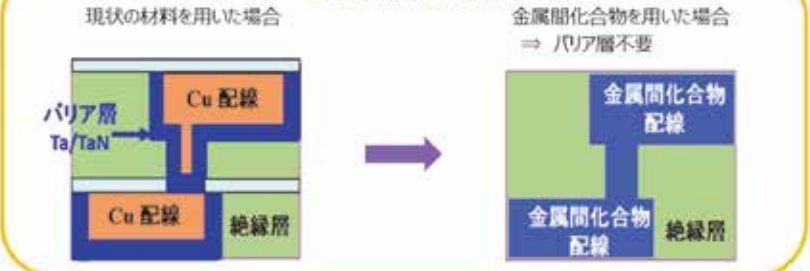 現状の材料を用いた場合
金属間化合物を用いた場合
⇒ バリア層不要
Cu 配線
バリア層
Ta/TaN
Cu 配線
絶縁層
金属間化合物
配線
金属間化合物
配線
絶縁層